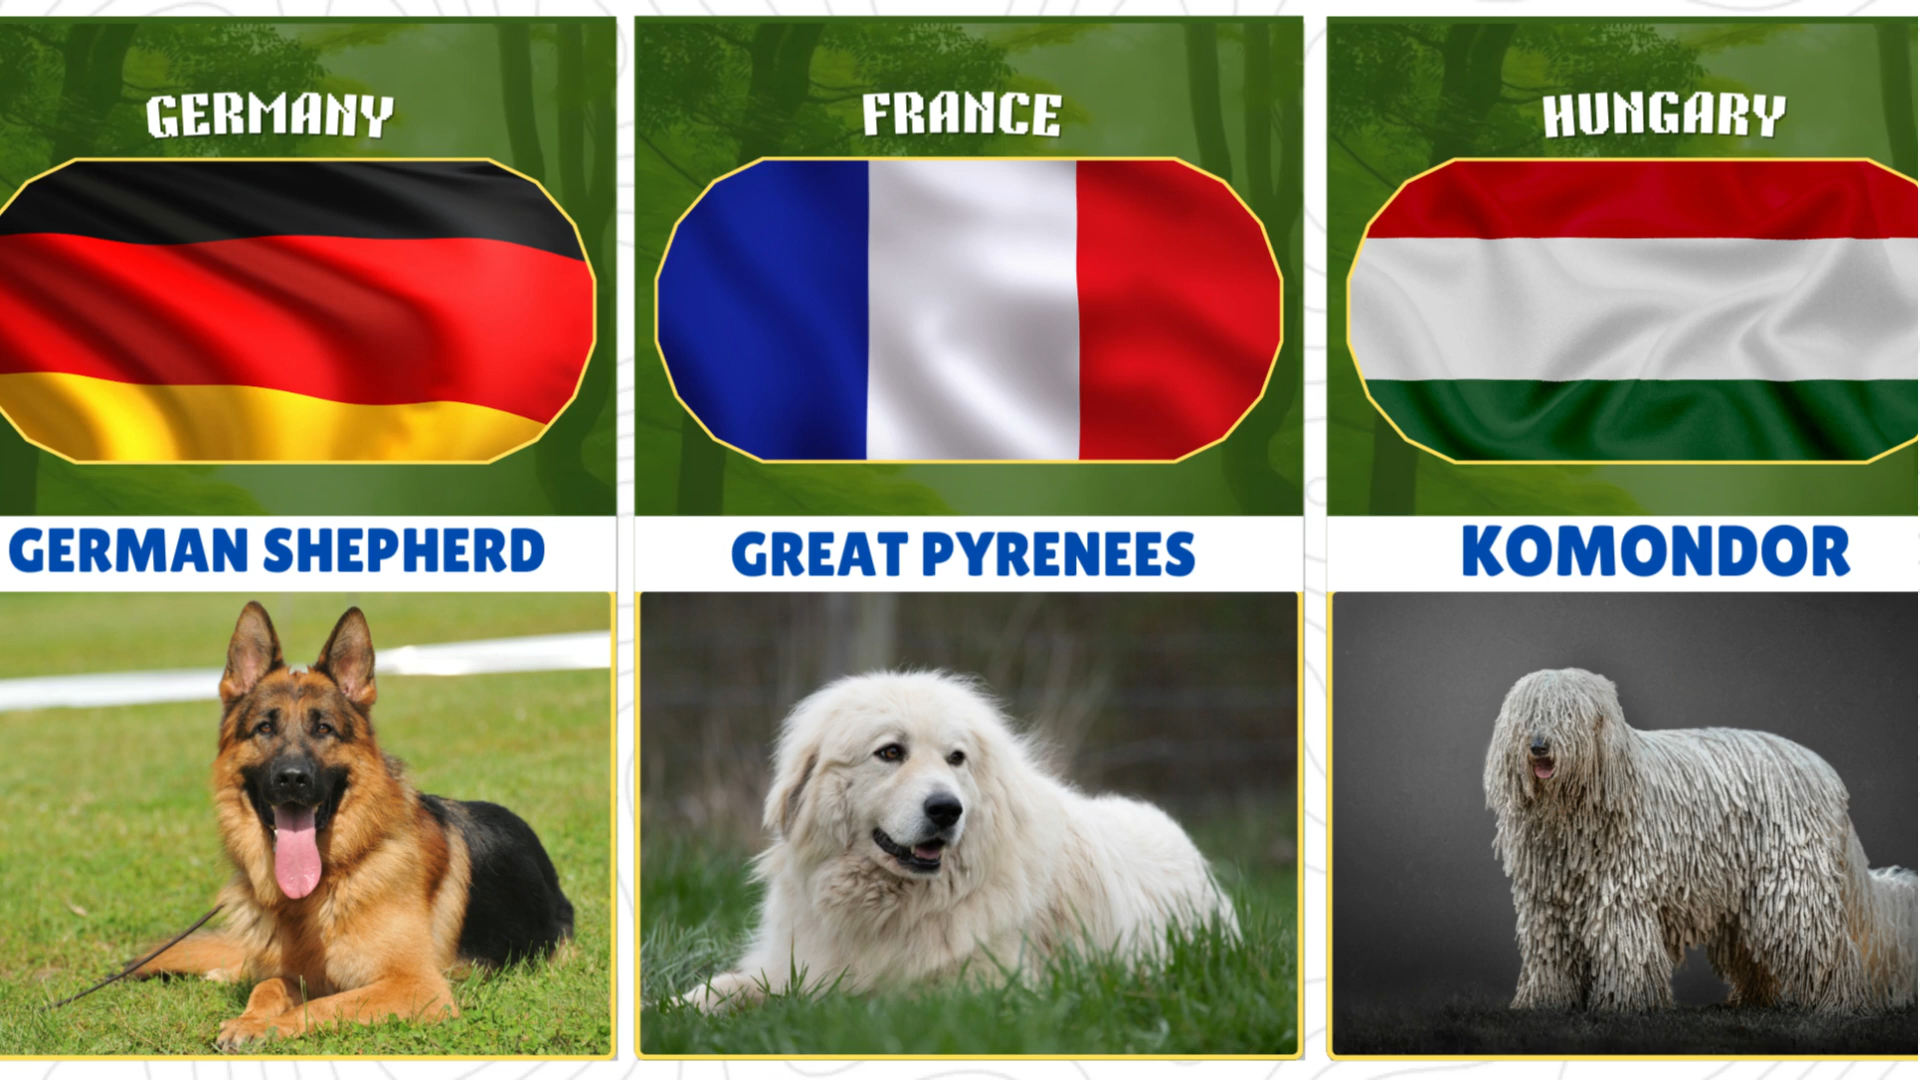 GERMANY
GERMAN SHEPHERD
FRANCE
GREAT PYRENEES
HUNGARY
KOMONDOR